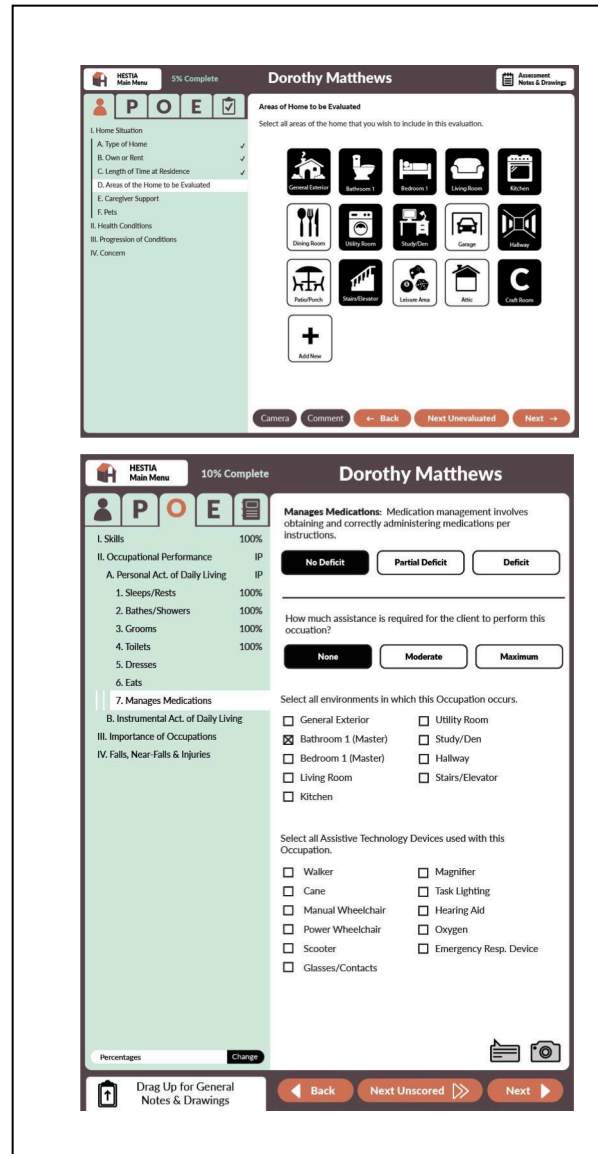 HESTIA
Main Menu
5% Complete
Dorothy Matthews
Assessment
Notes & Drawings
P O E
I. Home Situation
A. Type of Home ✓
B. Own or Rent ✓
C. Length of Time at Residence ✓
D. Areas of the Home to be Evaluated
E. Caregiver Support
F. Pets
II. Health Conditions
III. Progression of Conditions
IV. Concern
Areas of Home to be Evaluated
Select all areas of the home that you wish to include in this evaluation.
General Exterior Bathroom 1 Bedroom 1 Living Room Kitchen
Dining Room Utility Room Study/Den Garage Hallway
C
Patio/Porch Stairs/Elevator Leisure Area Attic Craft Room
+
Add New
Camera Comment ← Back Next Unevaluated Next →
HESTIA
Main Menu
10% Complete
Dorothy Matthews
P O E
I. Skills 100%
II. Occupational Performance IP
A. Personal Act. of Daily Living IP
1. Sleeps/Rests 100%
2. Bathes/Showers 100%
3. Grooms 100%
4. Toilets 100%
5. Dresses
6. Eats
7. Manages Medications
B. Instrumental Act. of Daily Living
III. Importance of Occupations
IV. Falls, Near-Falls & Injuries
Percentages Change
Manages Medications: Medication management involves
obtaining and correctly administering medications per
instructions.
No Deficit Partial Deficit Deficit
How much assistance is required for the client to perform this
occuation?
None Moderate Maximum
Select all environments in which this Occupation occurs.
General Exterior Utility Room
Bathroom 1 (Master) Study/Den
Bedroom 1 (Master) Hallway
Living Room Stairs/Elevator
Kitchen
Select all Assistive Technology Devices used with this
Occupation.
Walker Magnifier
Cane Task Lighting
Manual Wheelchair Hearing Aid
Power Wheelchair Oxygen
Scooter Emergency Resp. Device
Glasses/Contacts
Drag Up for General
Notes & Drawings
Back Next Unscored Next